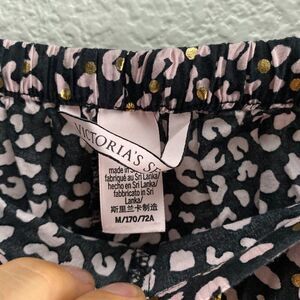 VICTORIA'S S
made in Sri
fabriqué au Sri Lanka/
hecho en Sri Lanka/
fabbricato in
Sri Lanka/
斯里兰卡制造
M/170/72A